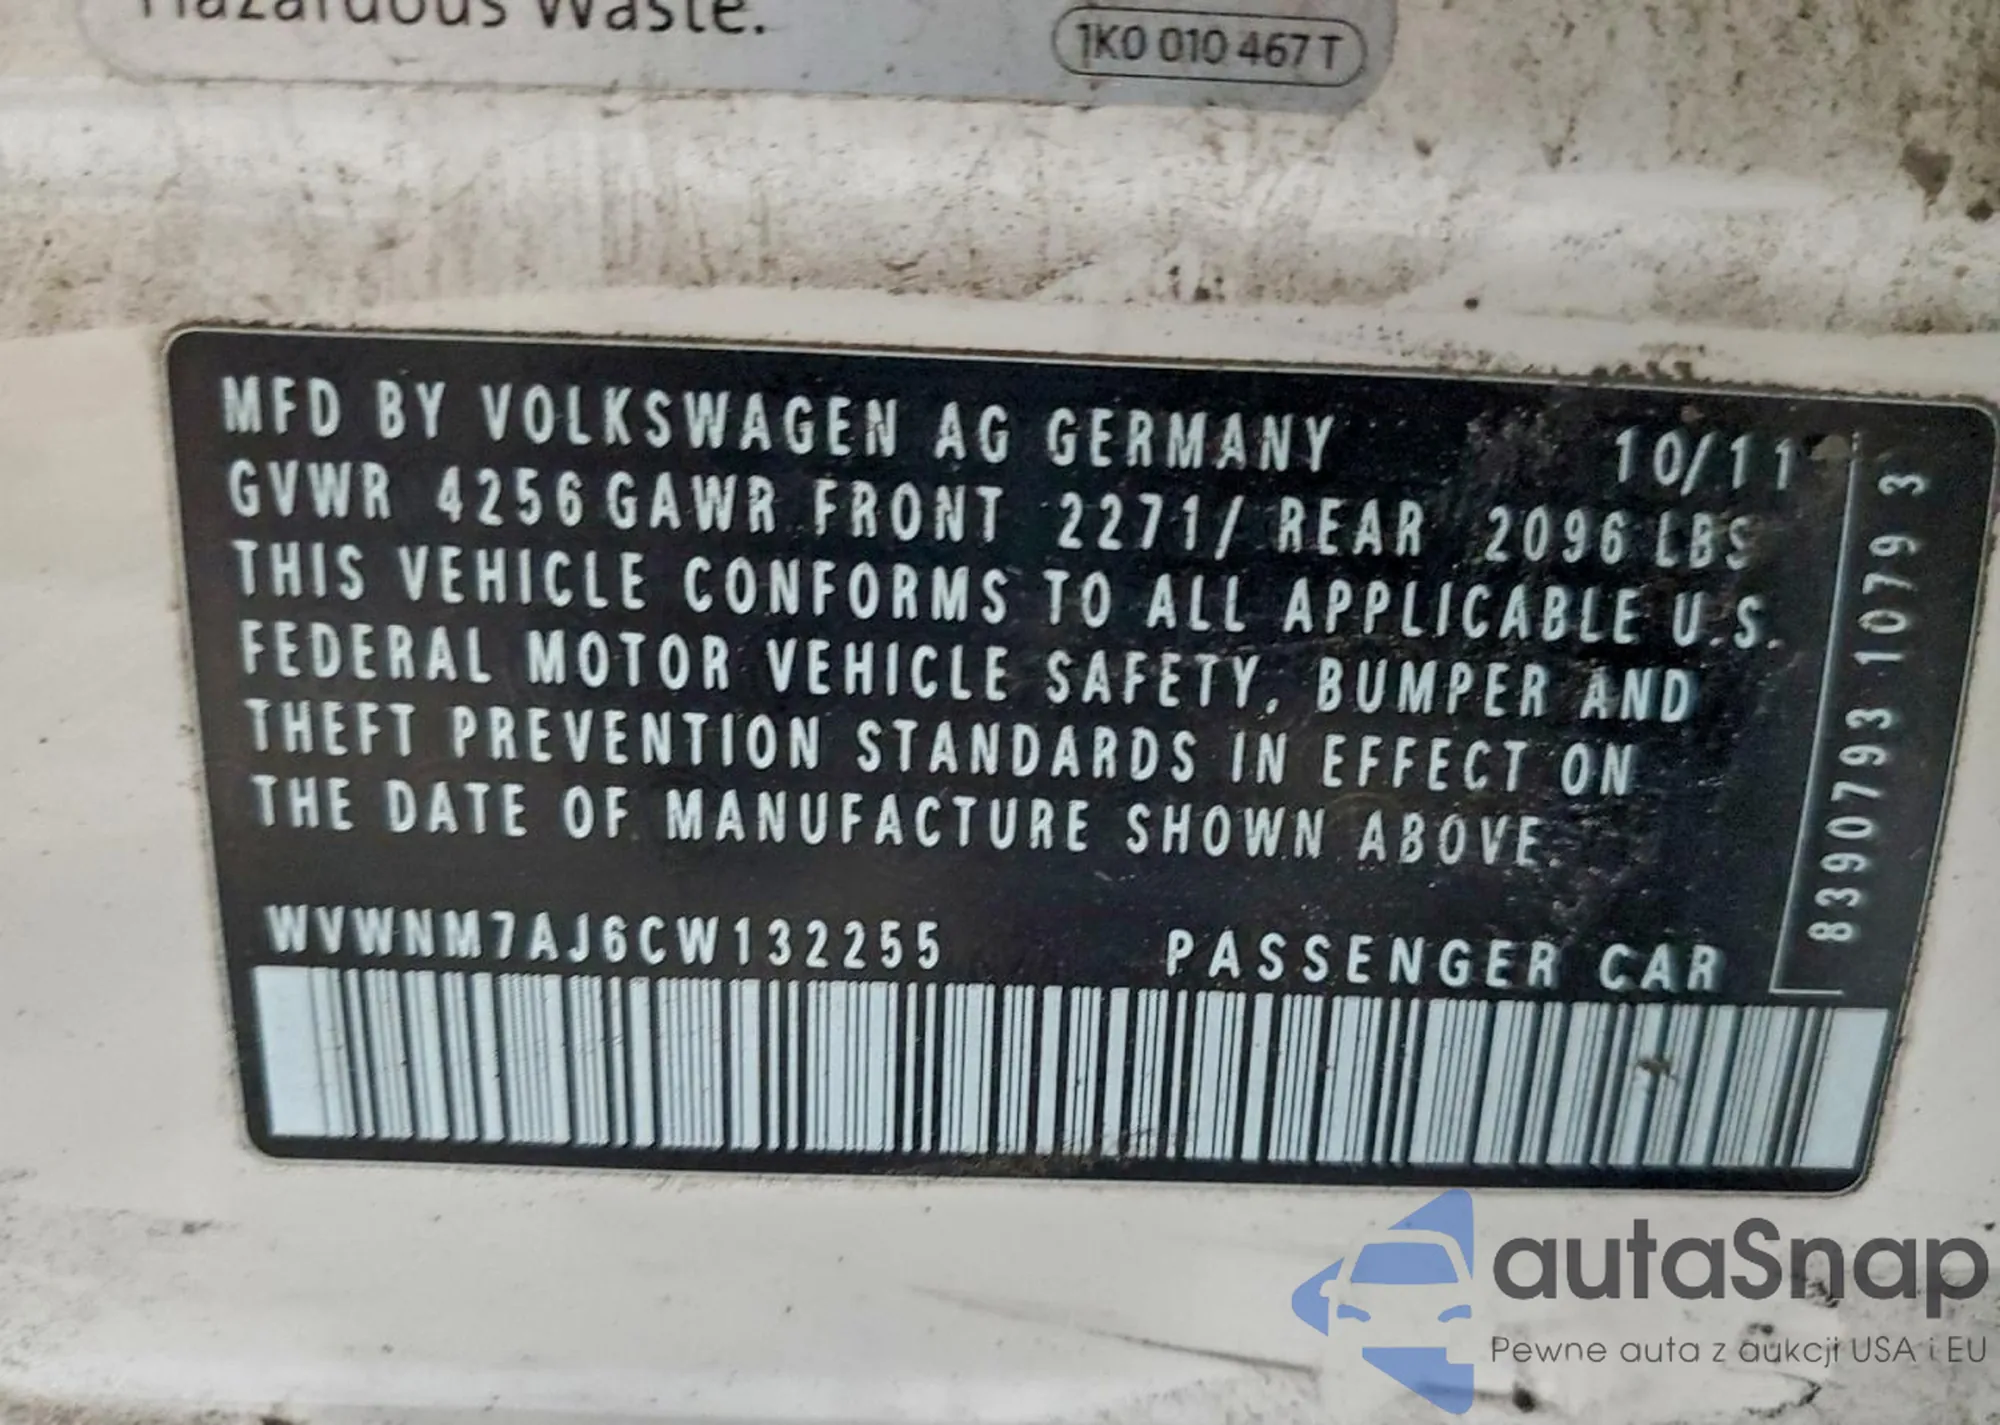 Hazardous Waste.
1K0 010 467 T
MFD BY VOLKSWAGEN AG GERMANY 10/11
GVWR 4256 GAWR FRONT 2271/ REAR 2096 LBS
THIS VEHICLE CONFORMS TO ALL APPLICABLE U.S.
FEDERAL MOTOR VEHICLE SAFETY, BUMPER AND
THEFT PREVENTION STANDARDS IN EFFECT ON
THE DATE OF MANUFACTURE SHOWN ABOVE.
WVWNM7AJ6CW132255 PASSENGER CAR
8390793 1079 3
autaSnap
Pewne auta z aukcji USA i EU